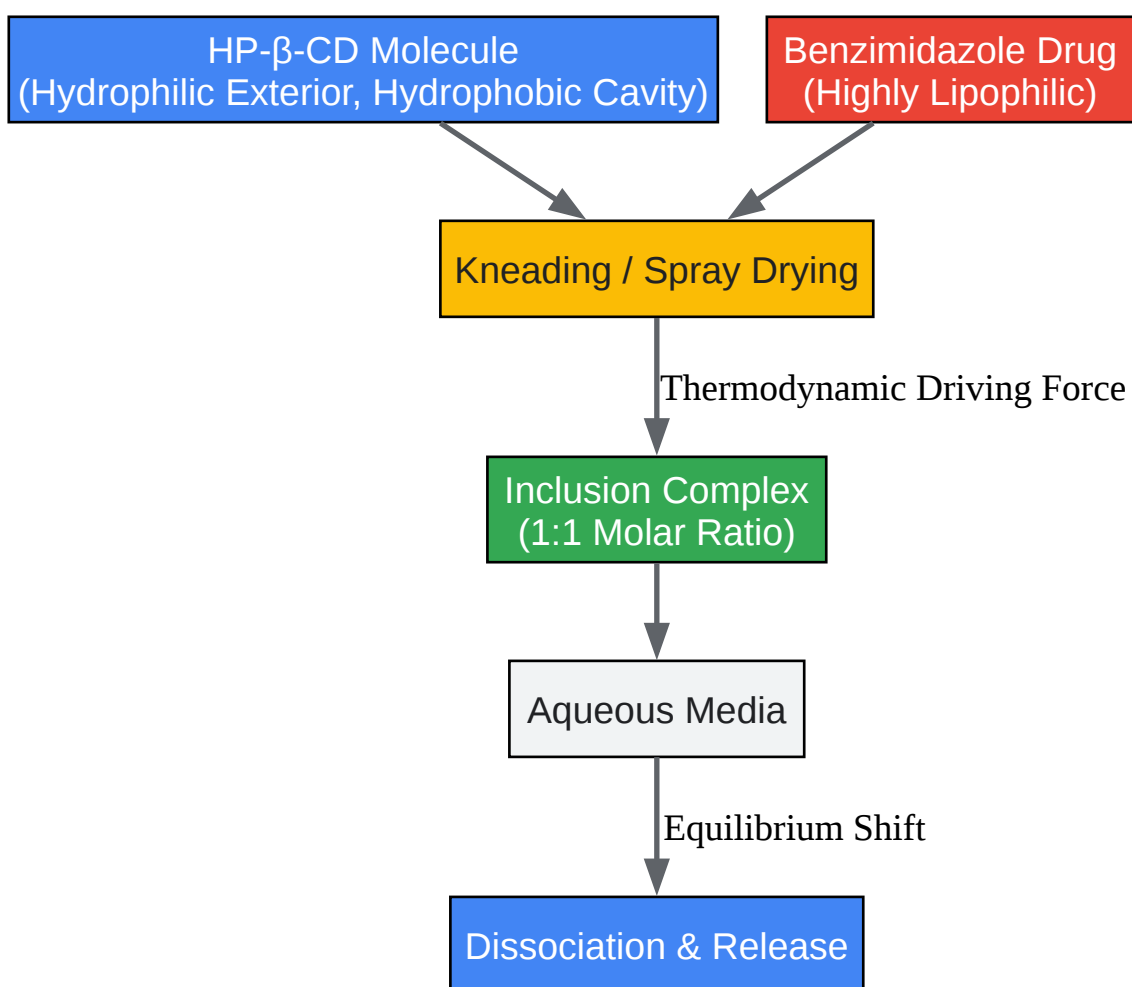 HP-β-CD Molecule
(Hydrophilic Exterior, Hydrophobic Cavity)
Benzimidazole Drug
(Highly Lipophilic)
Kneading / Spray Drying
Thermodynamic Driving Force
Inclusion Complex
(1:1 Molar Ratio)
Aqueous Media
Equilibrium Shift
Dissociation & Release